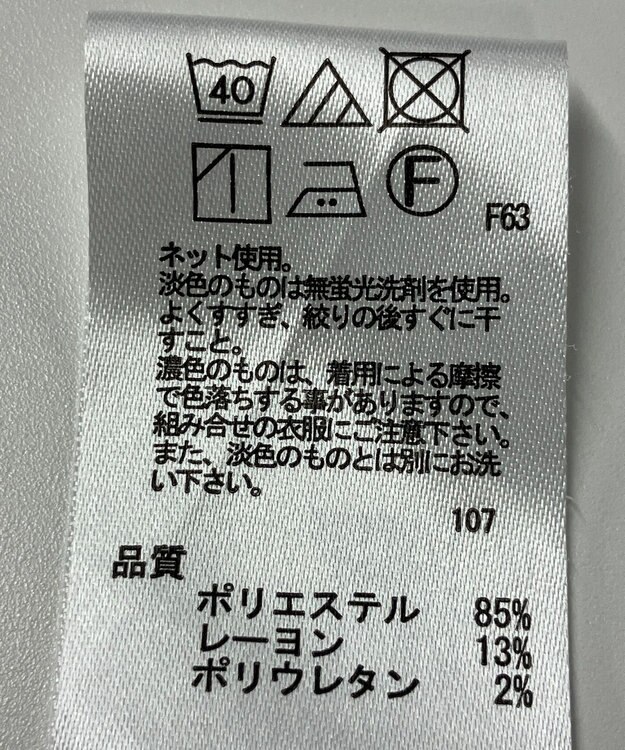 40
F
F63
ネット使用。
淡色のものは無蛍光洗剤を使用。
よくすすぎ、絞りの後すぐに干
すこと。
濃色のものは、着用による摩擦
で色落ちする事がありますので、
組み合せの衣服にご注意下さい。
また、淡色のものとは別にお洗
い下さい。
107
品質
ポリエステル 85%
レーヨン 13%
ポリウレタン 2%